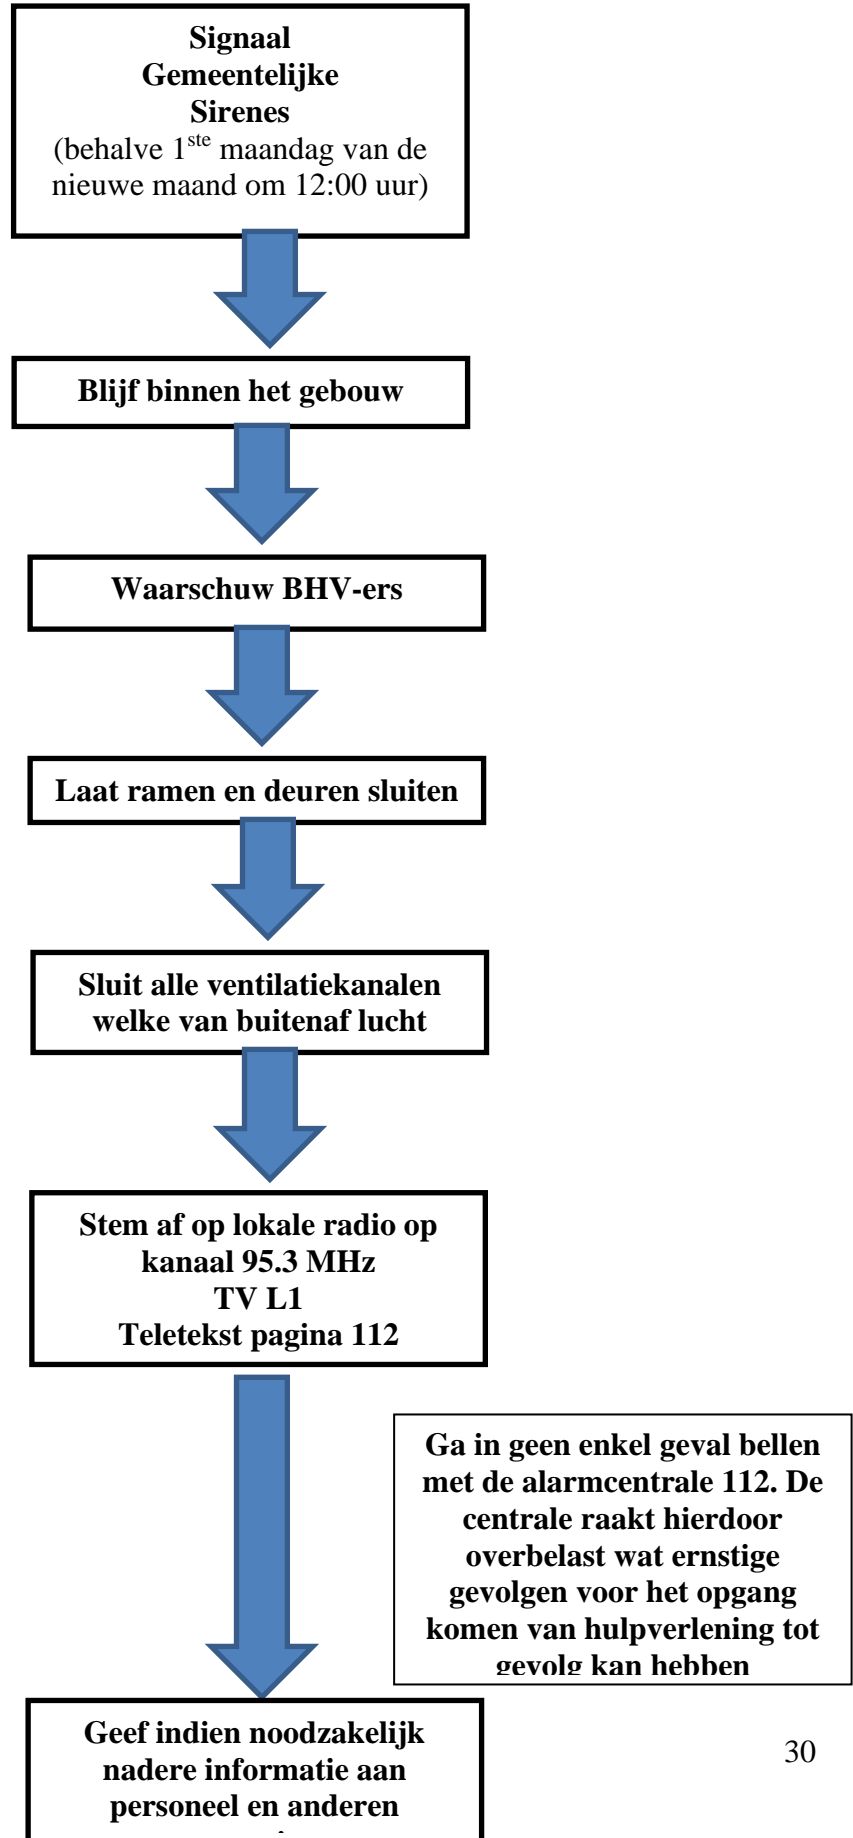 Signaal
Gemeentelijke
Sirenes
(behalve 1ste maandag van de
nieuwe maand om 12:00 uur)
Blijf binnen het gebouw
Waarschuw BHV-ers
Laat ramen en deuren sluiten
Sluit alle ventilatiekanalen
welke van buitenaf lucht
Stem af op lokale radio op
kanaal 95.3 MHz
TV L1
Teletekst pagina 112
Ga in geen enkel geval bellen
met de alarmcentrale 112. De
centrale raakt hierdoor
overbelast wat ernstige
gevolgen voor het opgang
komen van hulpverlening tot
gevolg kan hebben
Geef indien noodzakelijk
nadere informatie aan
personeel en anderen
30